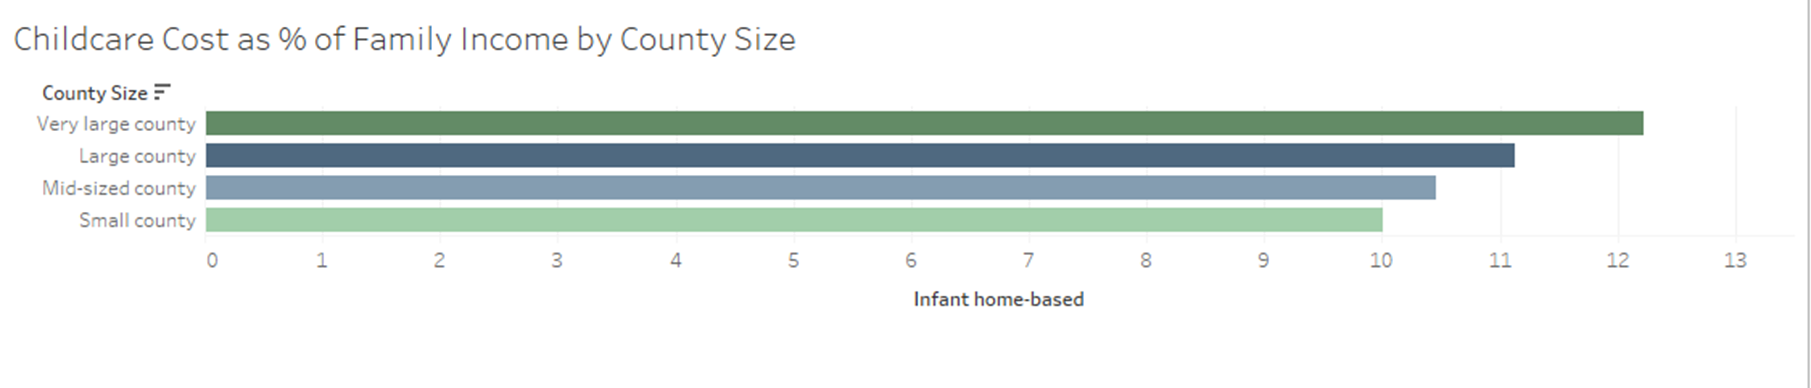 Childcare Cost as % of Family Income by County Size
County Size
Very large county
Large county
Mid-sized county
Small county
0 1 2 3 4 5 6 7 8 9 10 11 12 13
Infant home-based